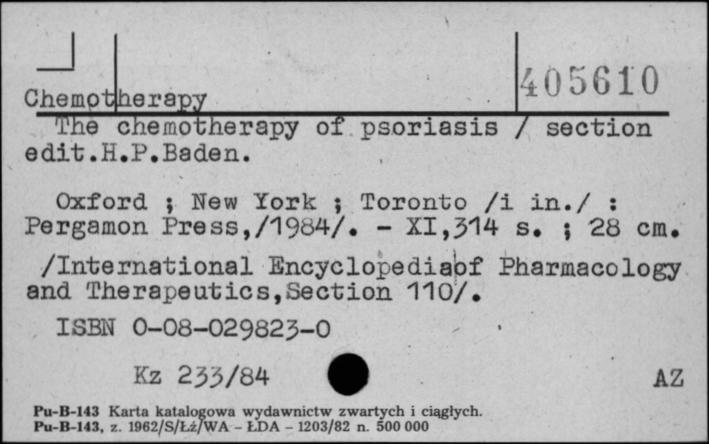 405610
Chemotherapy
The chemotherapy of psoriasis / section
edit.H.P.Baden.
Oxford ; New York ; Toronto /i in./ :
Pergamon Press,/1984/. - XI,314 s. ; 28 cm.
/International Encyclopediaof Pharmacology
and Therapeutics,Section 110/.
ISBN 0-08-029823-0
Kz 233/84
AZ
Pu-B-143 Karta katalogowa wydawnictw zwartych i ciągłych.
Pu-B-143, z. 1962/S/Łż/WA - ŁDA - 1203/82 n. 500 000